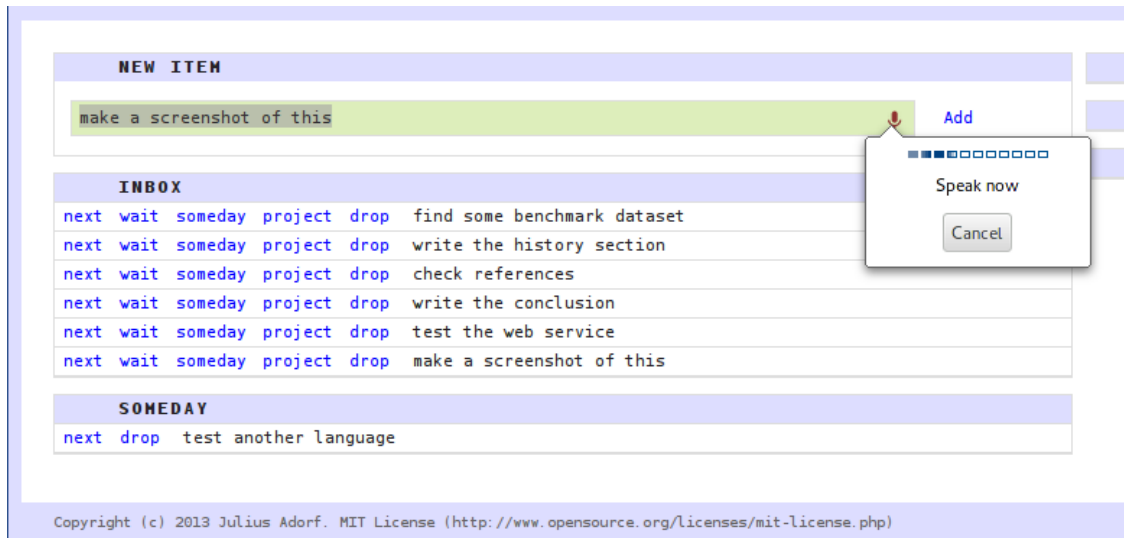 NEW ITEM
make a screenshot of this Add
Speak now
Cancel
INBOX
next wait someday project drop find some benchmark dataset
next wait someday project drop write the history section
next wait someday project drop check references
next wait someday project drop write the conclusion
next wait someday project drop test the web service
next wait someday project drop make a screenshot of this
SOMEDAY
next drop test another language
Copyright (c) 2013 Julius Adorf. MIT License (http://www.opensource.org/licenses/mit-license.php)